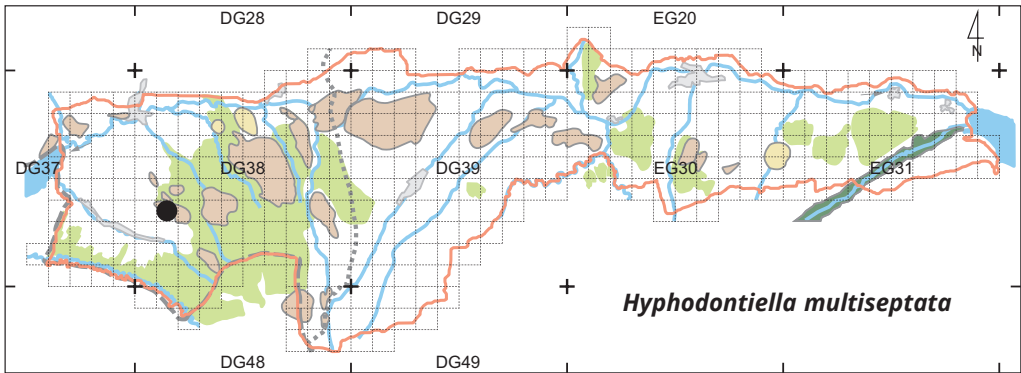 DG28 DG29 EG20
N
DG37 DG38 DG39 EG30 EG31
Hyphodontiella multiseptata
DG48 DG49